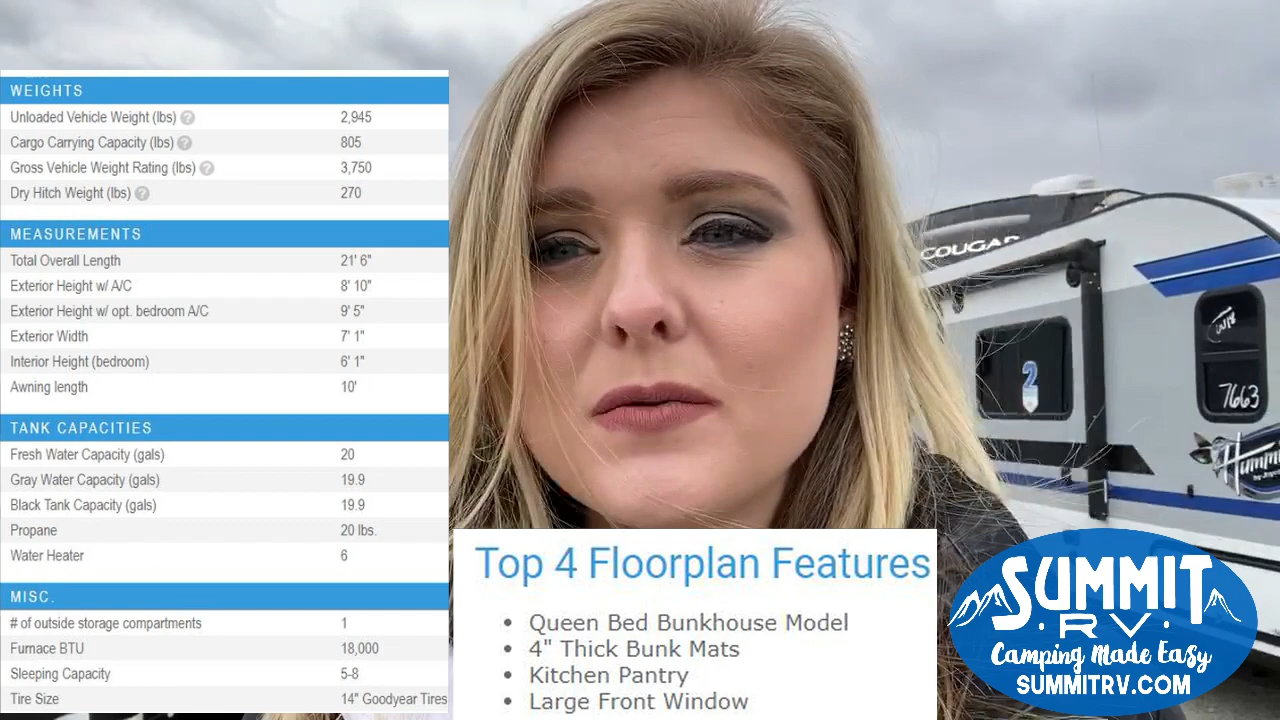 WEIGHTS
Unloaded Vehicle Weight (lbs) ? 2,945
Cargo Carrying Capacity (lbs) ? 805
Gross Vehicle Weight Rating (lbs) ? 3,750
Dry Hitch Weight (lbs) ? 270
MEASUREMENTS
Total Overall Length 21' 6"
Exterior Height w/ A/C 8' 10"
Exterior Height w/ opt. bedroom A/C 9' 5"
Exterior Width 7' 1"
Interior Height (bedroom) 6' 1"
Awning length 10'
TANK CAPACITIES
Fresh Water Capacity (gals) 20
Gray Water Capacity (gals) 19.9
Black Tank Capacity (gals) 19.9
Propane 20 lbs.
Water Heater 6
MISC.
# of outside storage compartments 1
Furnace BTU 18,000
Sleeping Capacity 5-8
Tire Size 14" Goodyear Tires
COUGAR
2
7663
Top 4 Floorplan Features
• Queen Bed Bunkhouse Model
• 4" Thick Bunk Mats
• Kitchen Pantry
• Large Front Window
SUMMIT
R.V.
Camping Made Easy
SUMMITRV.COM